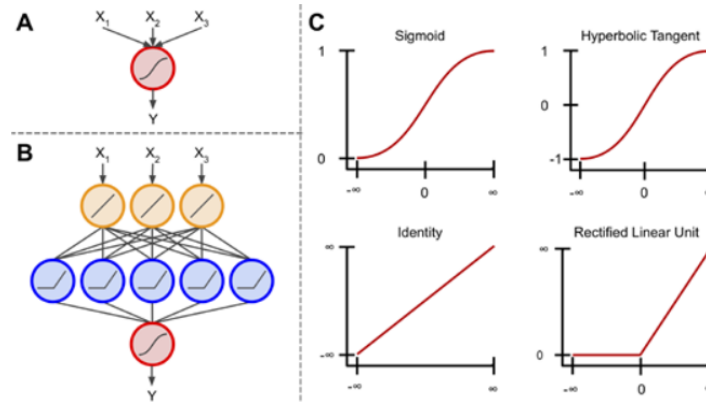 A
X1 X2 X3
Y
B
X1 X2 X3
Y
C
Sigmoid
1
0
-∞ 0 ∞
Hyperbolic Tangent
1
0
-1
-∞ 0
Identity
∞
-∞
-∞ ∞
Rectified Linear Unit
∞
0
-∞ 0